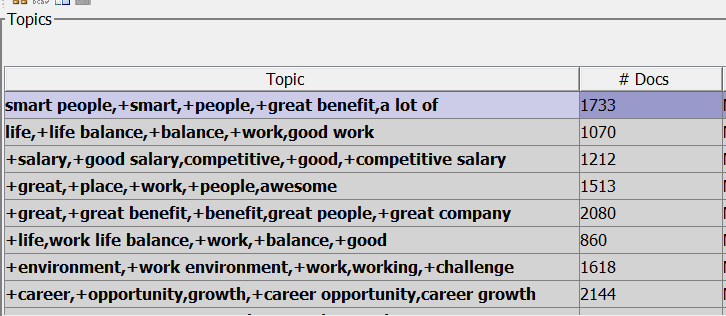 Topics
Topic # Docs
smart people,+smart,+people,+great benefit,a lot of 1733
life,+life balance,+balance,+work,good work 1070
+salary,+good salary,competitive,+good,+competitive salary 1212
+great,+place,+work,+people,awesome 1513
+great,+great benefit,+benefit,great people,+great company 2080
+life,work life balance,+work,+balance,+good 860
+environment,+work environment,+work,working,+challenge 1618
+career,+opportunity,growth,+career opportunity,career growth 2144